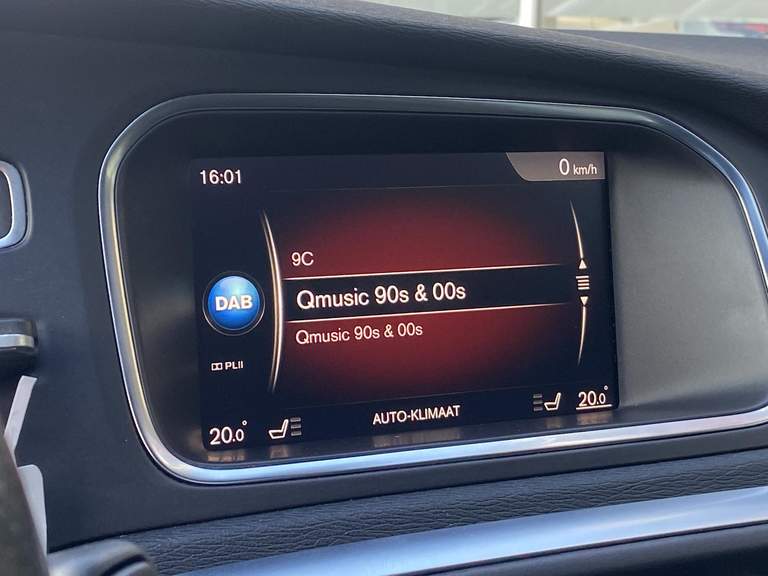 16:01
0 km/h
9C
DAB
Qmusic 90s & 00s
Qmusic 90s & 00s
PLII
20.0°
AUTO-KLIMAAT
20.0°